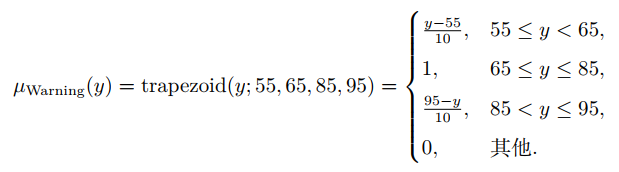 μ_Warning(y) = trapezoid(y; 55, 65, 85, 95) = { (y−55)/10, 55 ≤ y < 65,
1, 65 ≤ y ≤ 85,
(95−y)/10, 85 < y ≤ 95,
0, 其他.